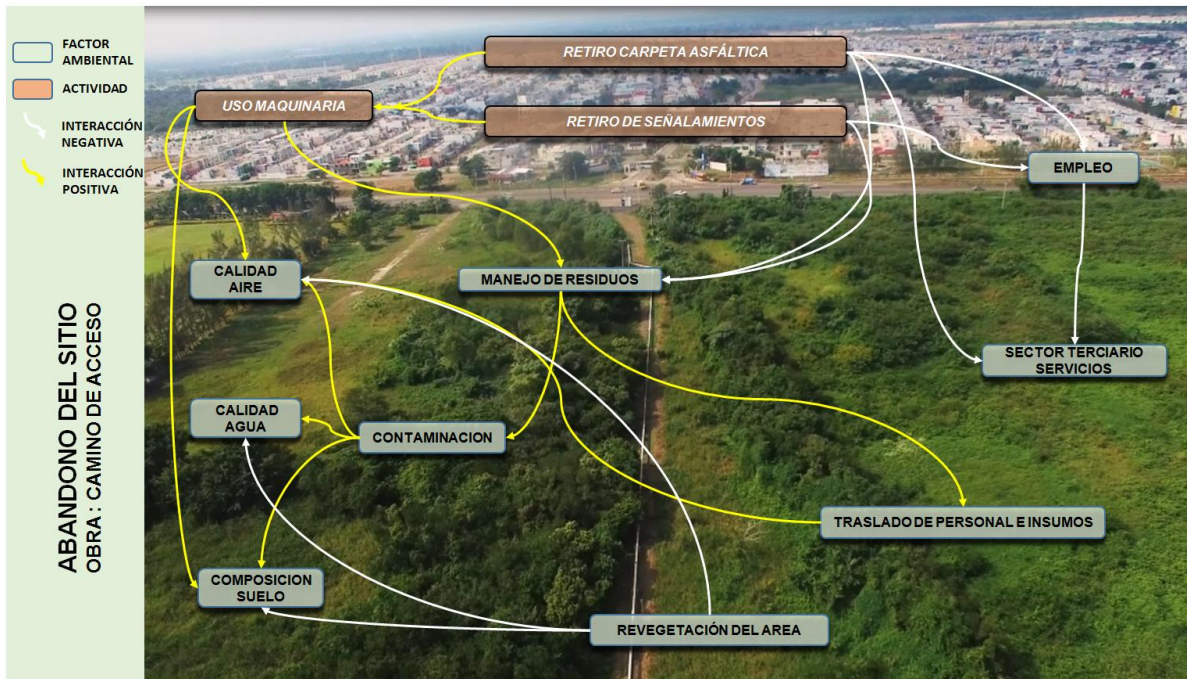 FACTOR
AMBIENTAL
ACTIVIDAD
INTERACCIÓN
NEGATIVA
INTERACCIÓN
POSITIVA
ABANDONO DEL SITIO
OBRA: CAMINO DE ACCESO
RETIRO CARPETA ASFÁLTICA
USO MAQUINARIA
RETIRO DE SEÑALAMIENTOS
EMPLEO
CALIDAD
AIRE
MANEJO DE RESIDUOS
SECTOR TERCIARIO
SERVICIOS
CALIDAD
AGUA
CONTAMINACION
TRASLADO DE PERSONAL E INSUMOS
COMPOSICION
SUELO
REVEGETACIÓN DEL AREA